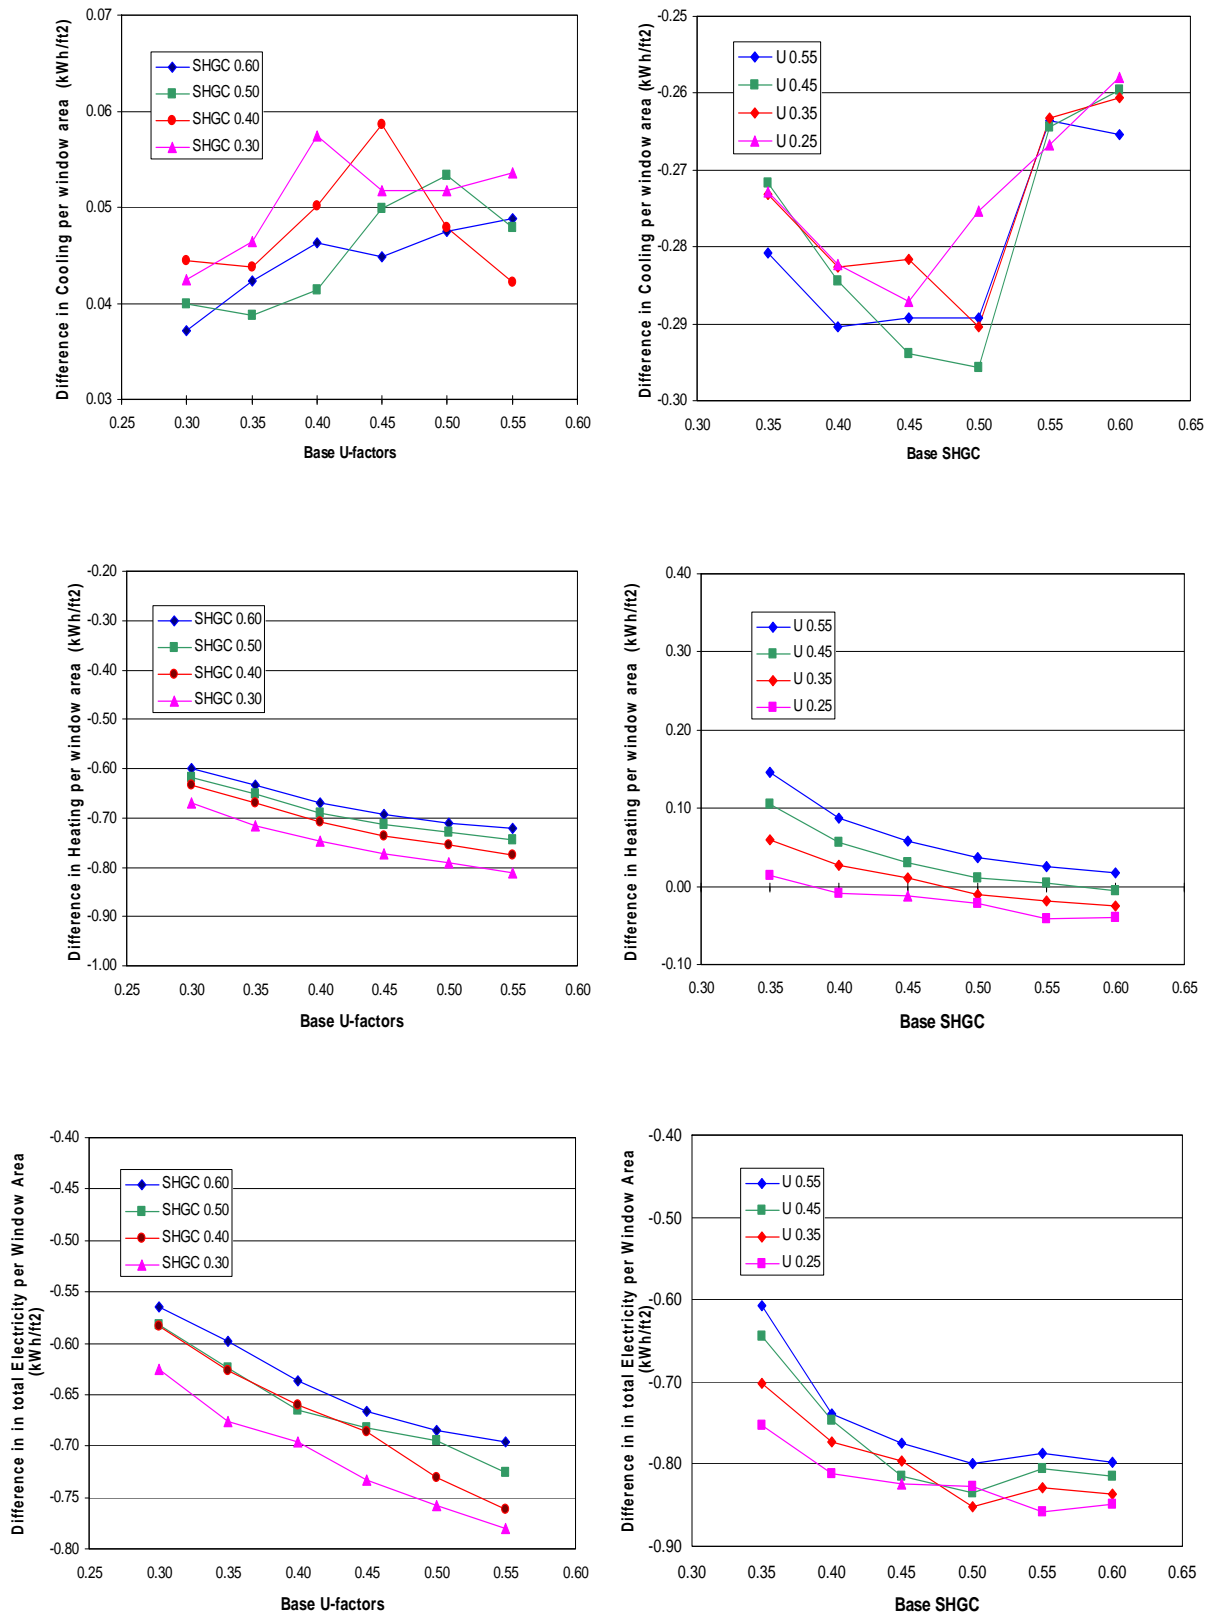 Difference in Cooling per window area (kWh/ft2)
0.07
0.06
0.05
0.04
0.03
SHGC 0.60
SHGC 0.50
SHGC 0.40
SHGC 0.30
0.25 0.30 0.35 0.40 0.45 0.50 0.55 0.60
Base U-factors
Difference in Cooling per window area (kWh/ft2)
-0.25
-0.26
-0.27
-0.28
-0.29
-0.30
U 0.55
U 0.45
U 0.35
U 0.25
0.30 0.35 0.40 0.45 0.50 0.55 0.60 0.65
Base SHGC
Difference in Heating per window area (kWh/ft2)
-0.20
-0.30
-0.40
-0.50
-0.60
-0.70
-0.80
-0.90
-1.00
SHGC 0.60
SHGC 0.50
SHGC 0.40
SHGC 0.30
0.25 0.30 0.35 0.40 0.45 0.50 0.55 0.60
Base U-factors
Difference in Heating per window area (kWh/ft2)
0.40
0.30
0.20
0.10
0.00
-0.10
U 0.55
U 0.45
U 0.35
U 0.25
0.30 0.35 0.40 0.45 0.50 0.55 0.60 0.65
Base SHGC
Difference in total Electricity per Window Area
(kWh/ft2)
-0.40
-0.45
-0.50
-0.55
-0.60
-0.65
-0.70
-0.75
-0.80
SHGC 0.60
SHGC 0.50
SHGC 0.40
SHGC 0.30
0.25 0.30 0.35 0.40 0.45 0.50 0.55 0.60
Base U-factors
Difference in in total Electricity per Window Area
(kWh/ft2)
-0.40
-0.50
-0.60
-0.70
-0.80
-0.90
U 0.55
U 0.45
U 0.35
U 0.25
0.30 0.35 0.40 0.45 0.50 0.55 0.60 0.65
Base SHGC